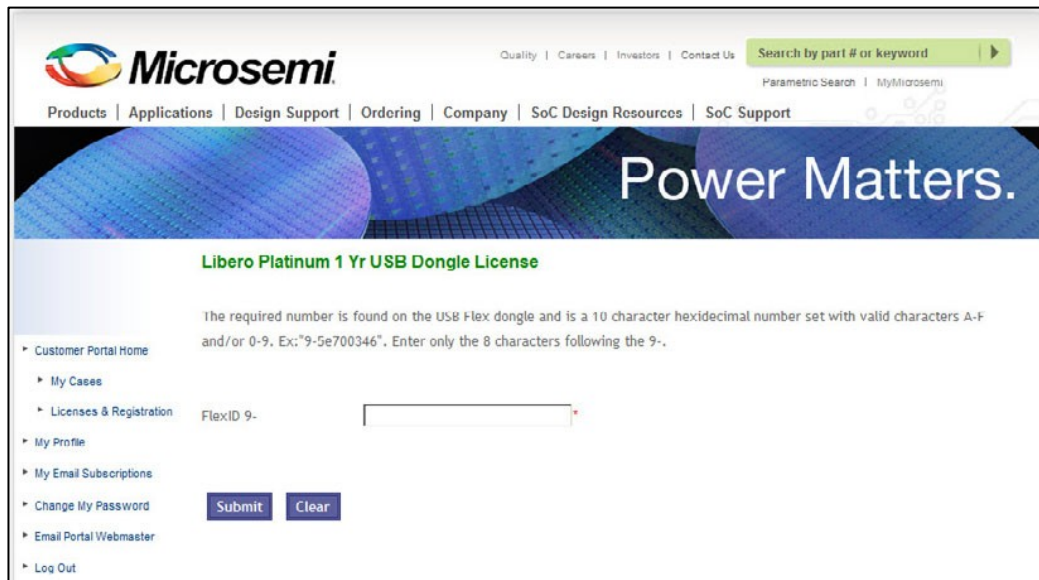 Microsemi.
Quality | Careers | Investors | Contact Us
Search by part # or keyword
Parametric Search | MyMicrosemi
Products | Applications | Design Support | Ordering | Company | SoC Design Resources | SoC Support
Power Matters.
Libero Platinum 1 Yr USB Dongle License
The required number is found on the USB Flex dongle and is a 10 character hexidecimal number set with valid characters A-F
and/or 0-9. Ex:"9-5e700346". Enter only the 8 characters following the 9-.
Customer Portal Home
My Cases
Licenses & Registration
My Profile
My Email Subscriptions
Change My Password
Email Portal Webmaster
Log Out
FlexID 9- *
Submit Clear